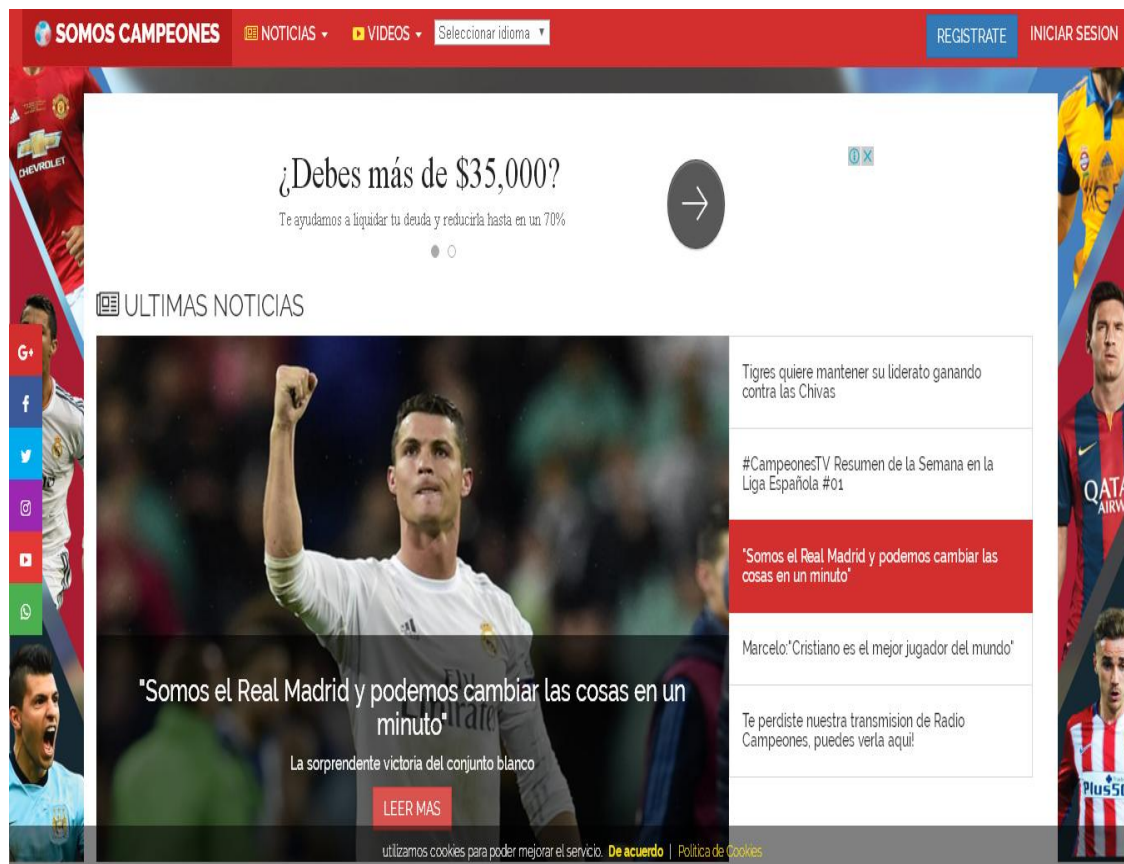 SOMOS CAMPEONES
NOTICIAS
VIDEOS
Seleccionar idioma
REGISTRATE
INICIAR SESION
CHEVROLET
¿Debes más de $35,000?
Te ayudamos a liquidar tu deuda y reducirla hasta en un 70%
ULTIMAS NOTICIAS
G+
Tigres quiere mantener su liderato ganando
contra las Chivas
#CampeonesTV Resumen de la Semana en la
Liga Española #01
"Somos el Real Madrid y podemos cambiar las
cosas en un minuto"
Marcelo:"Cristiano es el mejor jugador del mundo"
Te perdiste nuestra transmision de Radio
Campeones, puedes verla aqui!
"Somos el Real Madrid y podemos cambiar las cosas en un
minuto"
La sorprendente victoria del conjunto blanco
LEER MAS
QATA
AIRW
Plus50
utilizamos cookies para poder mejorar el servicio. De acuerdo | Política de Cookies